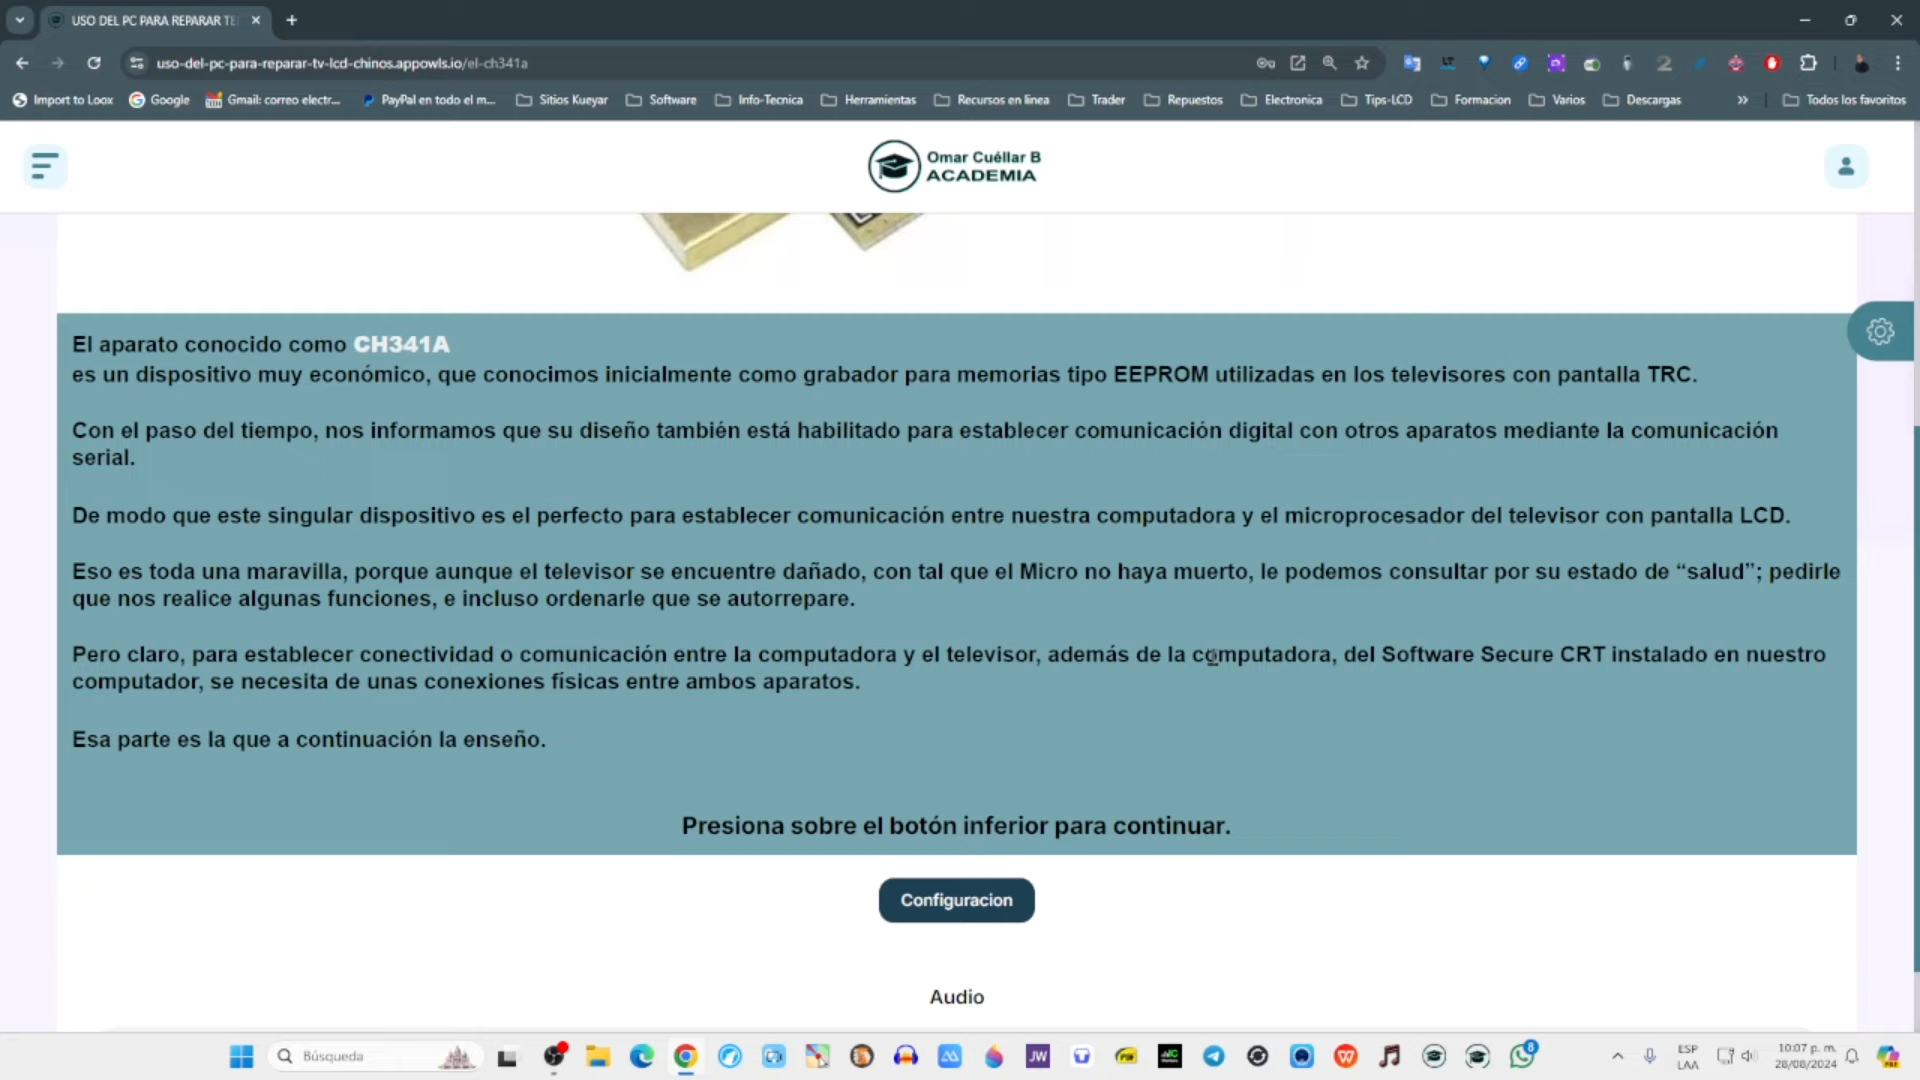 USO DEL PC PARA REPARAR TE
uso-del-pc-para-reparar-tv-lcd-chinos.appowls.io/el-ch341a
Import to Loox
Google
Gmail: correo electr...
PayPal en todo el m...
Sitios Kueyar
Software
Info-Tecnica
Herramientas
Recursos en linea
Trader
Repuestos
Electronica
Tips-LCD
Formacion
Varios
Descargas
Todos los favoritos
Omar Cuéllar B
ACADEMIA
El aparato conocido como CH341A
es un dispositivo muy económico, que conocimos inicialmente como grabador para memorias tipo EEPROM utilizadas en los televisores con pantalla TRC.
Con el paso del tiempo, nos informamos que su diseño también está habilitado para establecer comunicación digital con otros aparatos mediante la comunicación
serial.
De modo que este singular dispositivo es el perfecto para establecer comunicación entre nuestra computadora y el microprocesador del televisor con pantalla LCD.
Eso es toda una maravilla, porque aunque el televisor se encuentre dañado, con tal que el Micro no haya muerto, le podemos consultar por su estado de “salud”; pedirle
que nos realice algunas funciones, e incluso ordenarle que se autorrepare.
Pero claro, para establecer conectividad o comunicación entre la computadora y el televisor, además de la computadora, del Software Secure CRT instalado en nuestro
computador, se necesita de unas conexiones físicas entre ambos aparatos.
Esa parte es la que a continuación la enseño.
Presiona sobre el botón inferior para continuar.
Configuracion
Audio
Búsqueda
JW
ESP
LAA
10:07 p. m.
28/08/2024